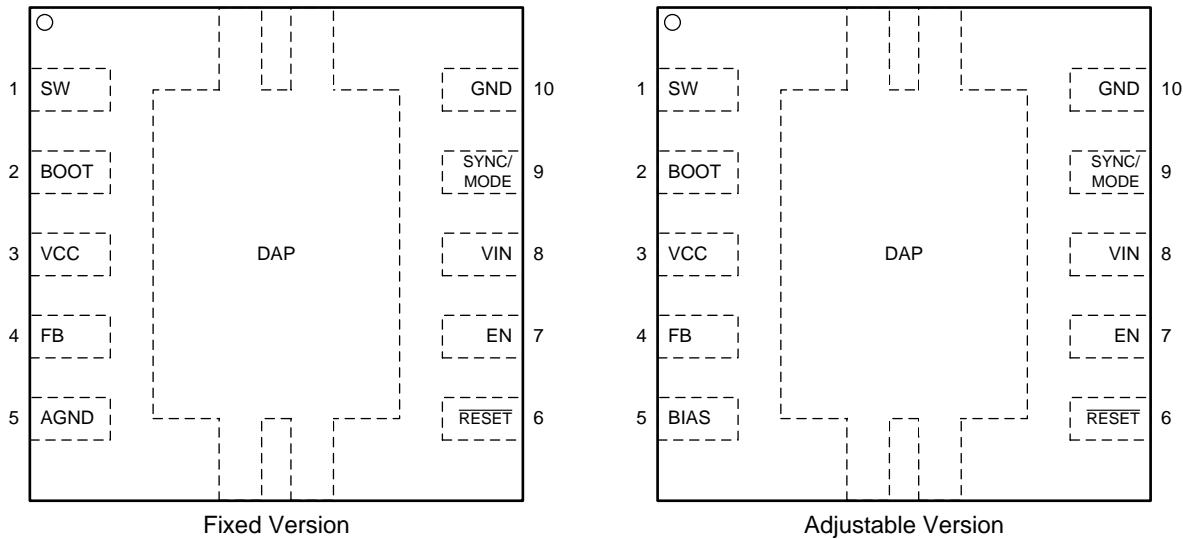 1 SW GND 10
2 BOOT SYNC/
MODE 9
3 VCC DAP VIN 8
4 FB EN 7
5 AGND RESET 6
Fixed Version
1 SW GND 10
2 BOOT SYNC/
MODE 9
3 VCC DAP VIN 8
4 FB EN 7
5 BIAS RESET 6
Adjustable Version